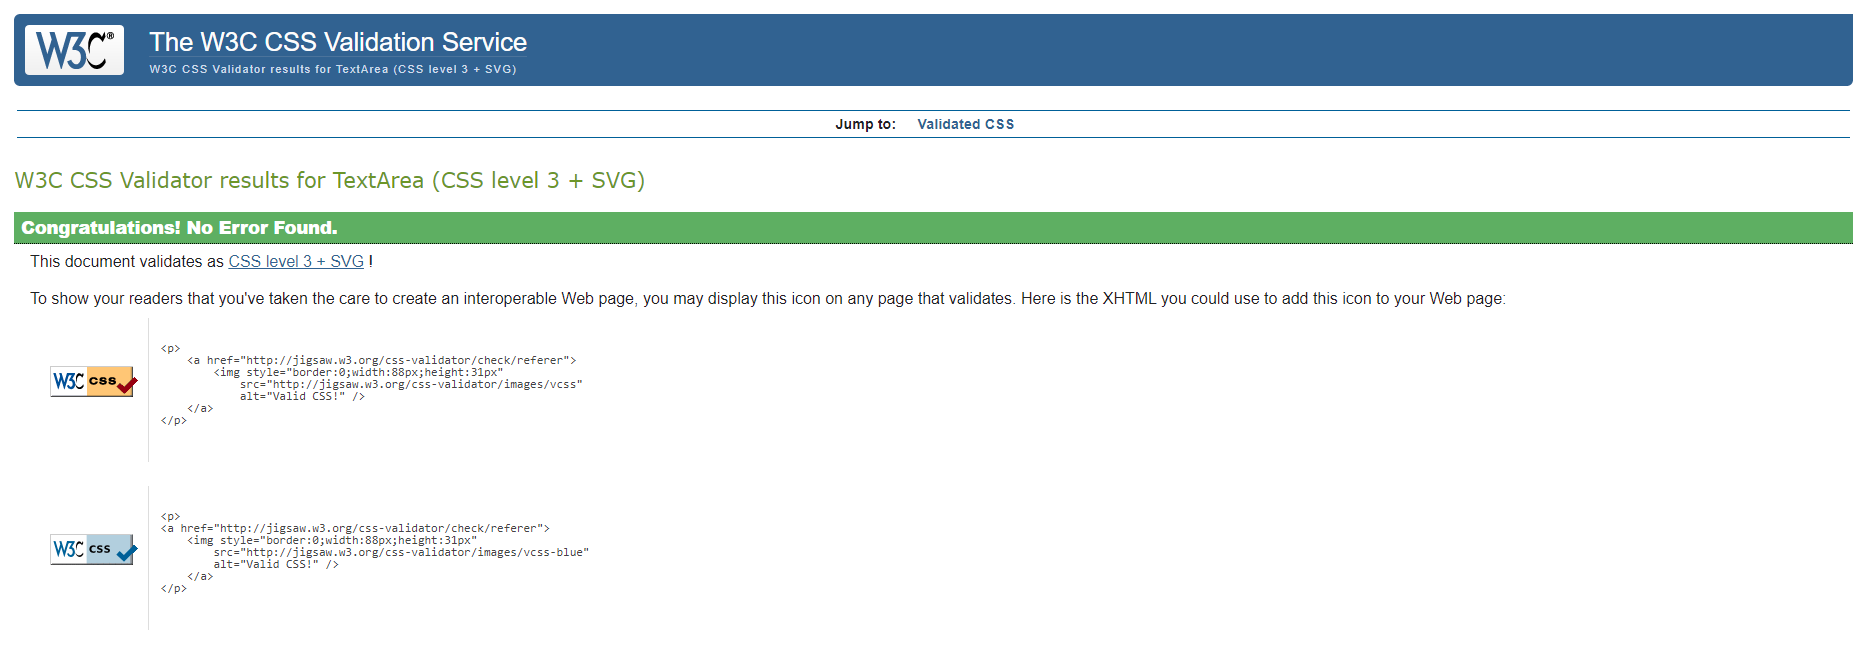 W3C®
The W3C CSS Validation Service
W3C CSS Validator results for TextArea (CSS level 3 + SVG)
Jump to: Validated CSS
W3C CSS Validator results for TextArea (CSS level 3 + SVG)
Congratulations! No Error Found.
This document validates as CSS level 3 + SVG !
To show your readers that you've taken the care to create an interoperable Web page, you may display this icon on any page that validates. Here is the XHTML you could use to add this icon to your Web page:
W3C css
<p>
    <a href="http://jigsaw.w3.org/css-validator/check/referer">
        <img style="border:0;width:88px;height:31px"
            src="http://jigsaw.w3.org/css-validator/images/vcss"
            alt="Valid CSS!" />
    </a>
</p>
W3C css
<p>
<a href="http://jigsaw.w3.org/css-validator/check/referer">
    <img style="border:0;width:88px;height:31px"
        src="http://jigsaw.w3.org/css-validator/images/vcss-blue"
        alt="Valid CSS!" />
    </a>
</p>